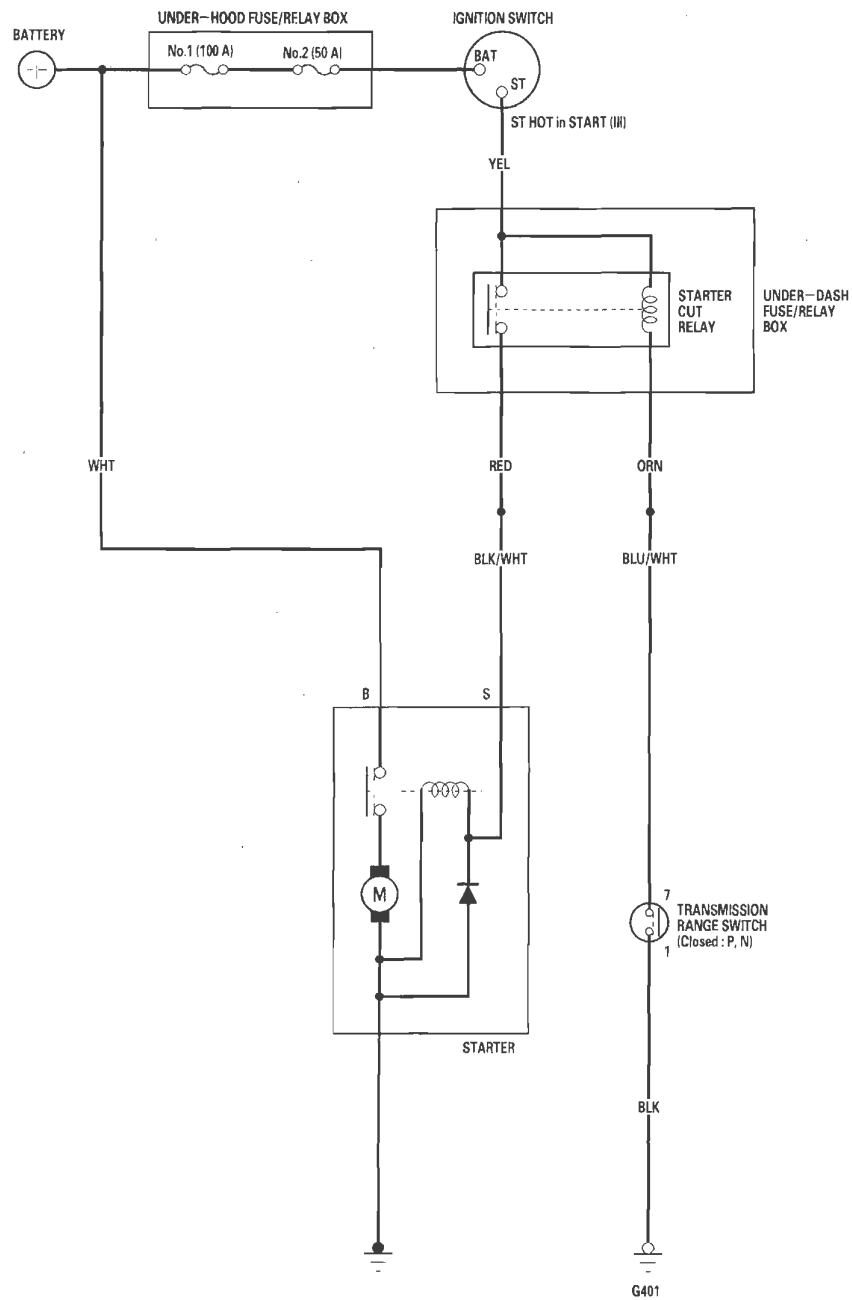 UNDER-HOOD FUSE/RELAY BOX
IGNITION SWITCH
BATTERY
No.1 (100 A)
No.2 (50 A)
BAT
ST
ST HOT in START (III)
YEL
STARTER
CUT
RELAY
UNDER-DASH
FUSE/RELAY
BOX
WHT
RED
ORN
BLK/WHT
BLU/WHT
B
S
M
7
TRANSMISSION
RANGE SWITCH
(Closed : P, N)
1
STARTER
BLK
G401